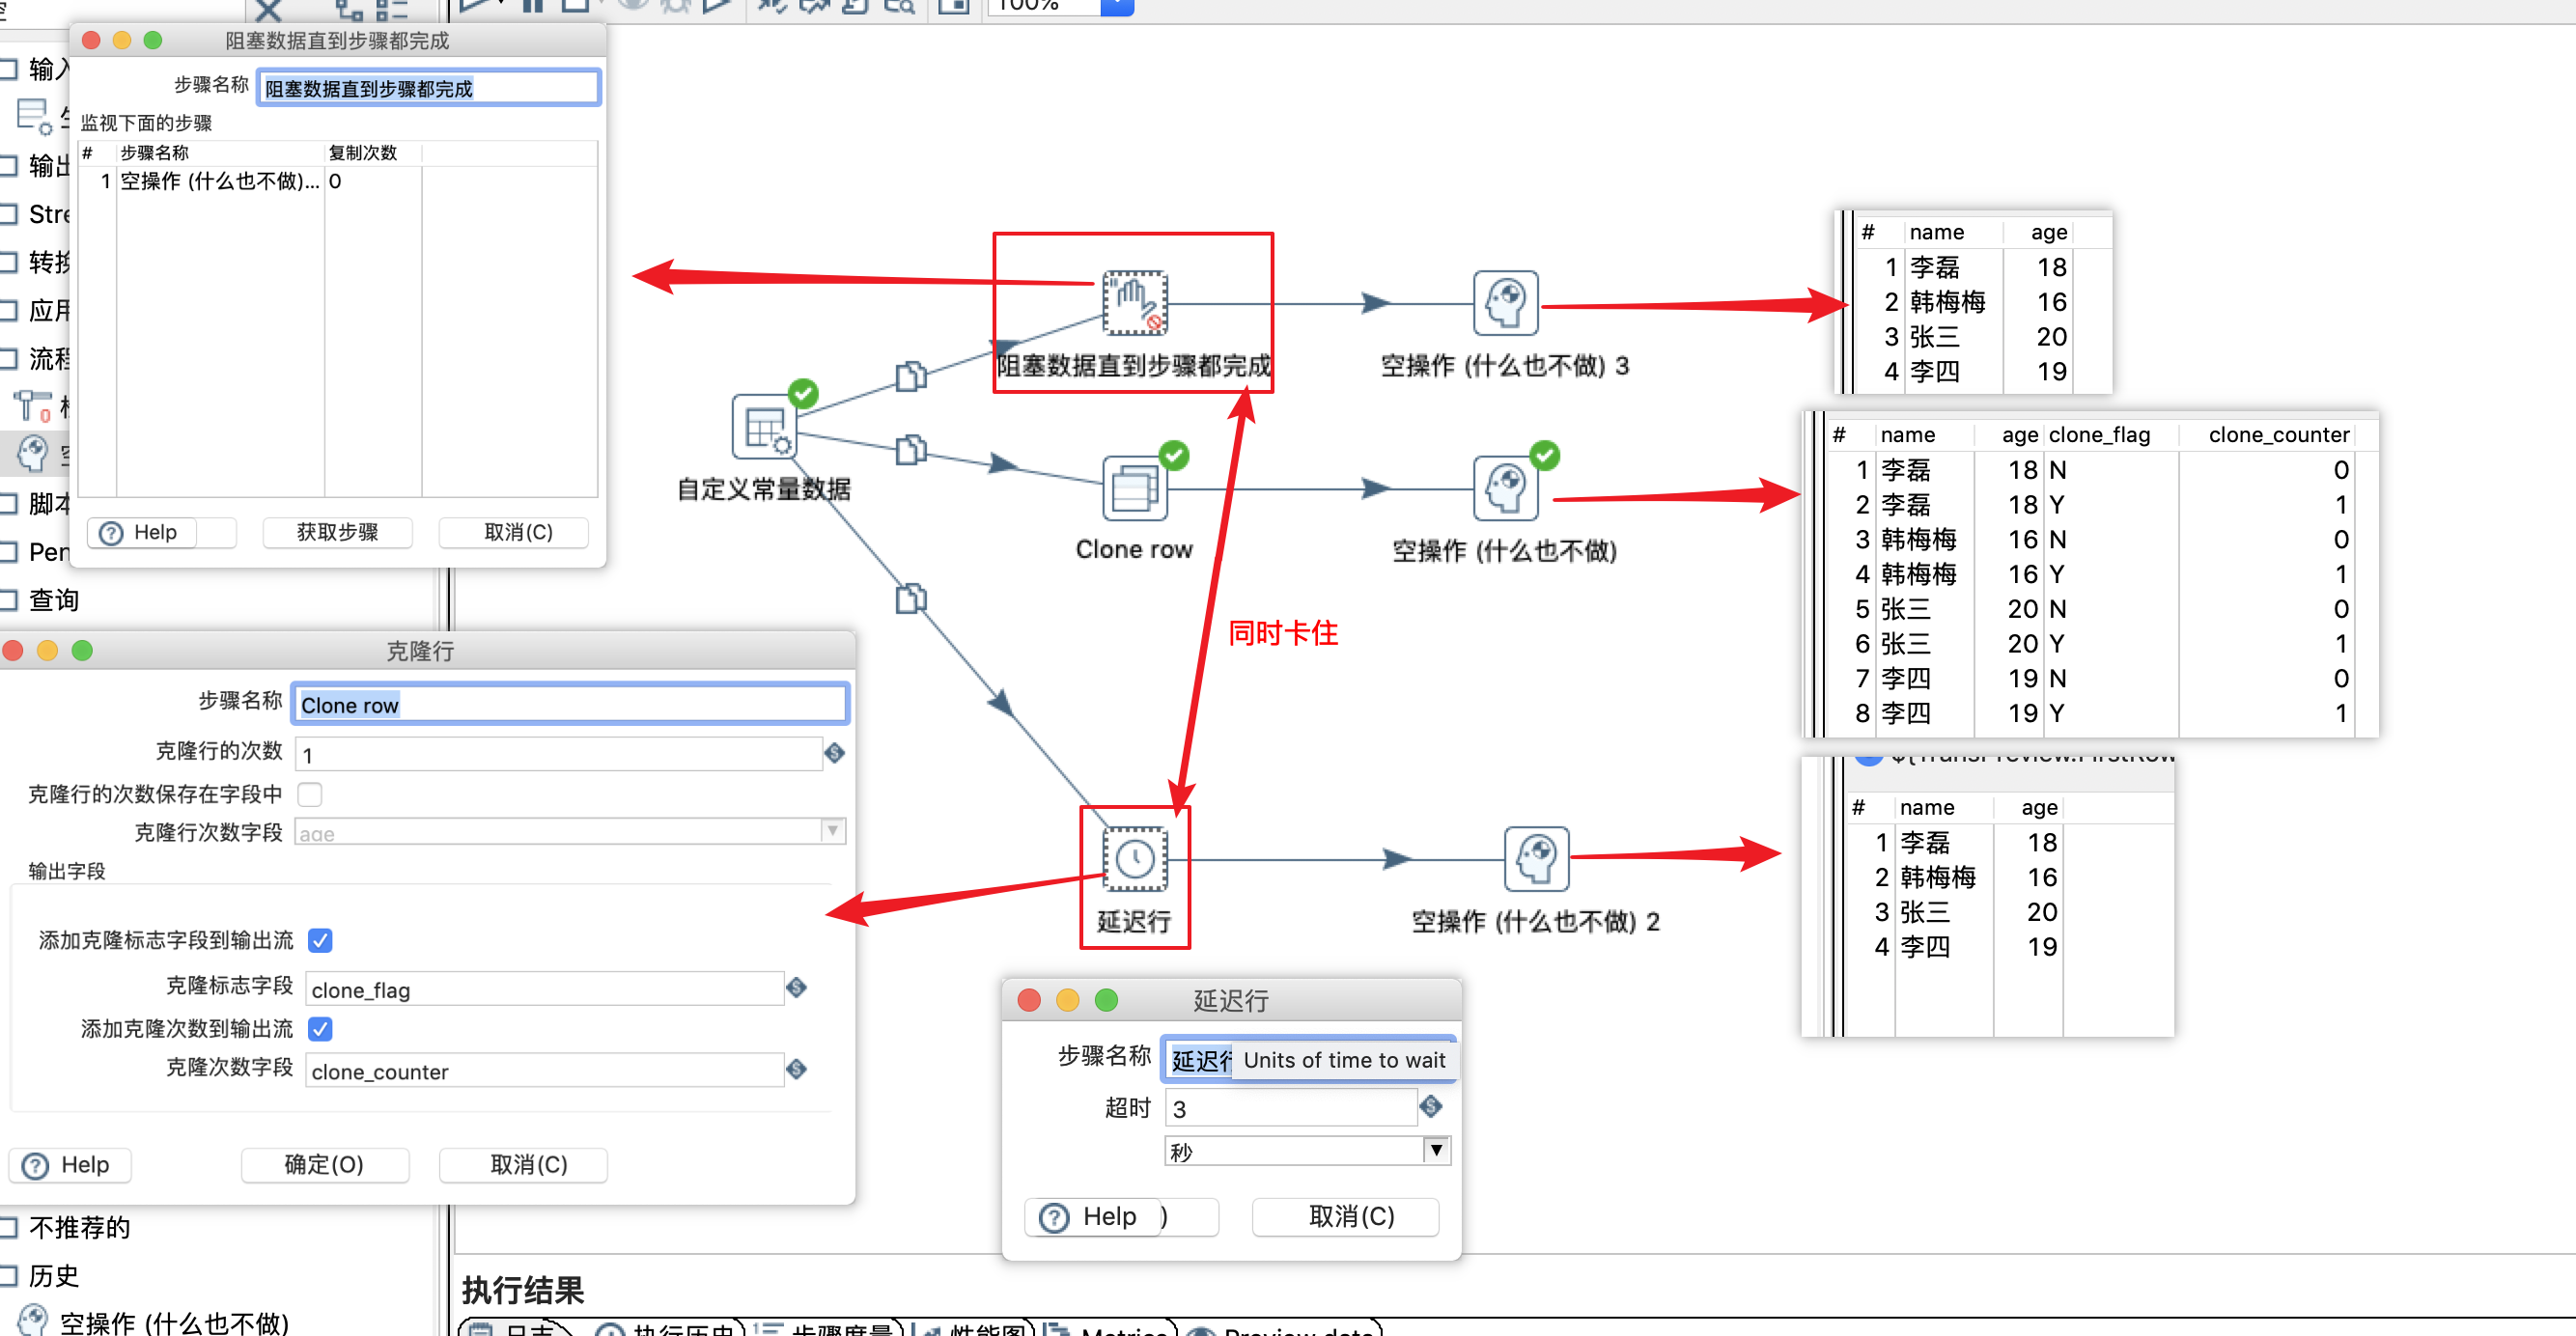 100%
阻塞数据直到步骤都完成
步骤名称 阻塞数据直到步骤都完成
监视下面的步骤
# 步骤名称 复制次数
1 空操作 (什么也不做)... 0
Help 获取步骤 取消(C)
Stre
流程
查询
克隆行
步骤名称 Clone row
克隆行的次数 1
克隆行的次数保存在字段中
克隆行次数字段 age
输出字段
添加克隆标志字段到输出流
克隆标志字段 clone_flag
添加克隆次数到输出流
克隆次数字段 clone_counter
Help 确定(O) 取消(C)
不推荐的
历史
空操作 (什么也不做)
阻塞数据直到步骤都完成
空操作 (什么也不做) 3
自定义常量数据
Clone row
空操作 (什么也不做)
同时卡住
延迟行
空操作 (什么也不做) 2
延迟行
步骤名称 延迟行 Units of time to wait
超时 3
秒
Help ) 取消(C)
# name age
1 李磊 18
2 韩梅梅 16
3 张三 20
4 李四 19
# name age clone_flag clone_counter
1 李磊 18 N 0
2 李磊 18 Y 1
3 韩梅梅 16 N 0
4 韩梅梅 16 Y 1
5 张三 20 N 0
6 张三 20 Y 1
7 李四 19 N 0
8 李四 19 Y 1
# name age
1 李磊 18
2 韩梅梅 16
3 张三 20
4 李四 19
执行结果
日志 执行历史 步骤度量 性能图 Metrics Preview data